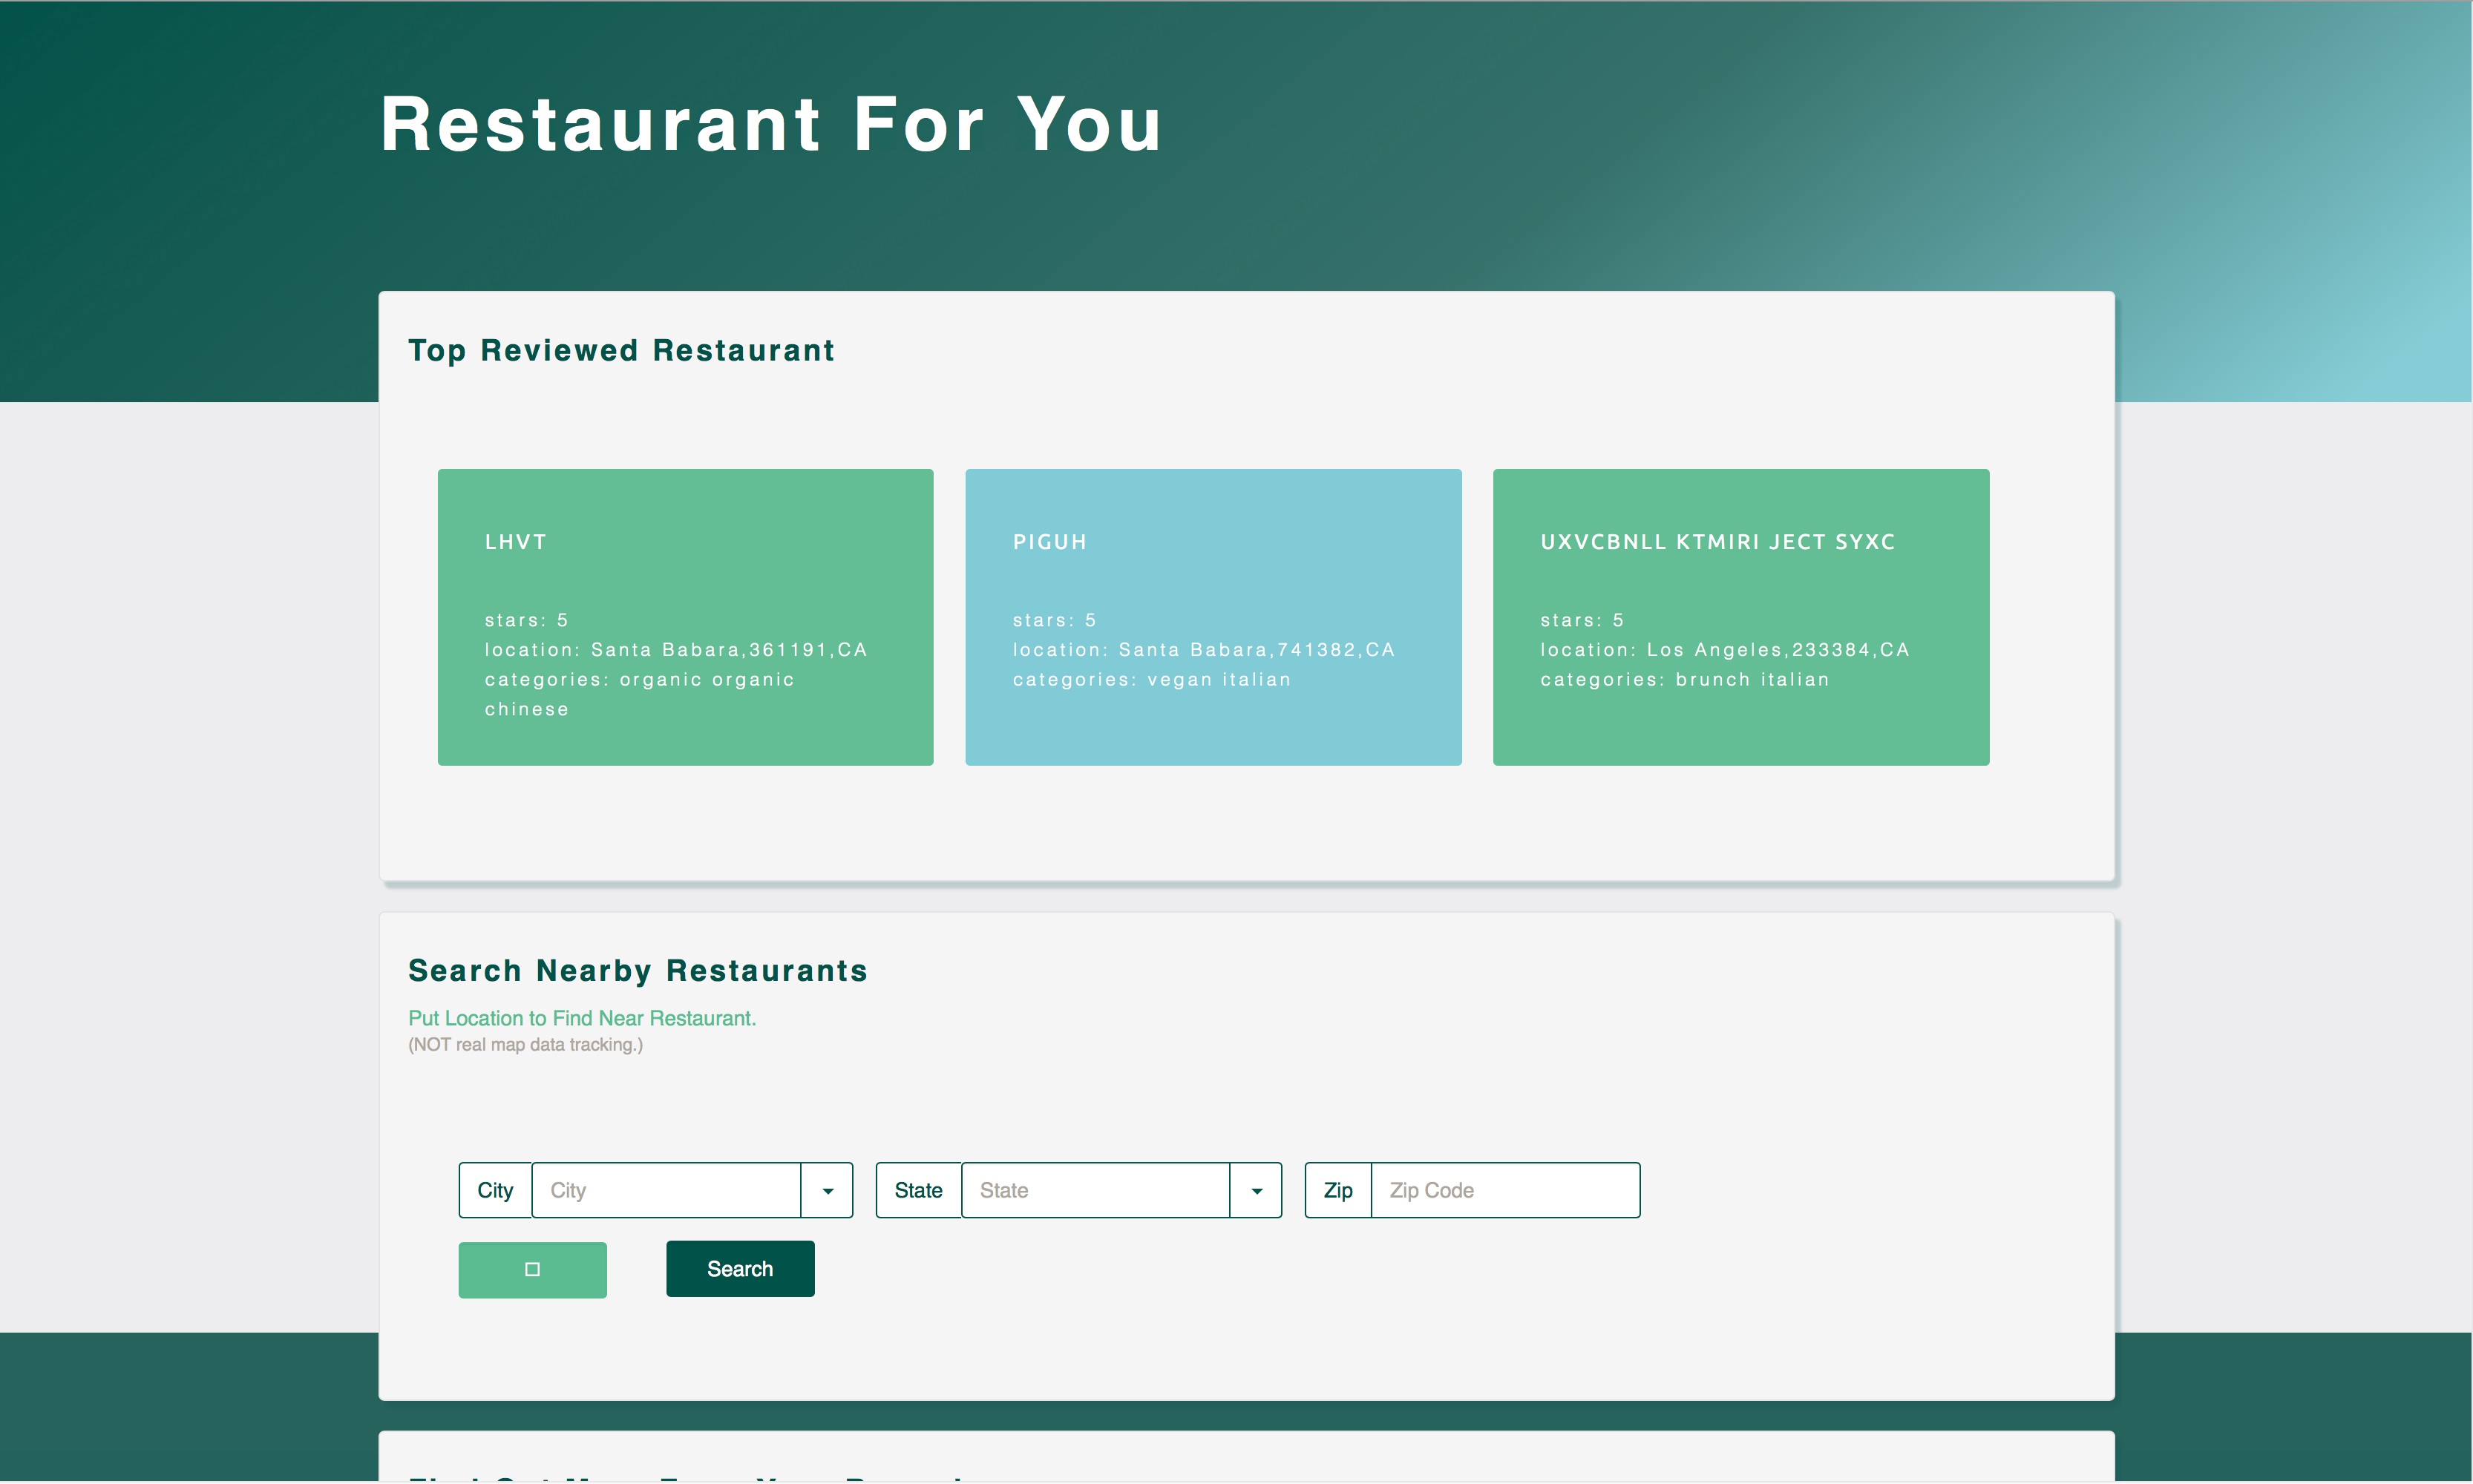 Restaurant For You
Top Reviewed Restaurant
LHVT
stars: 5
location: Santa Babara,361191,CA
categories: organic organic
chinese
PIGUH
stars: 5
location: Santa Babara,741382,CA
categories: vegan italian
UXVCBNLL KTMIRI JECT SYXC
stars: 5
location: Los Angeles,233384,CA
categories: brunch italian
Search Nearby Restaurants
Put Location to Find Near Restaurant.
(NOT real map data tracking.)
City City
State State
Zip Zip Code
Search